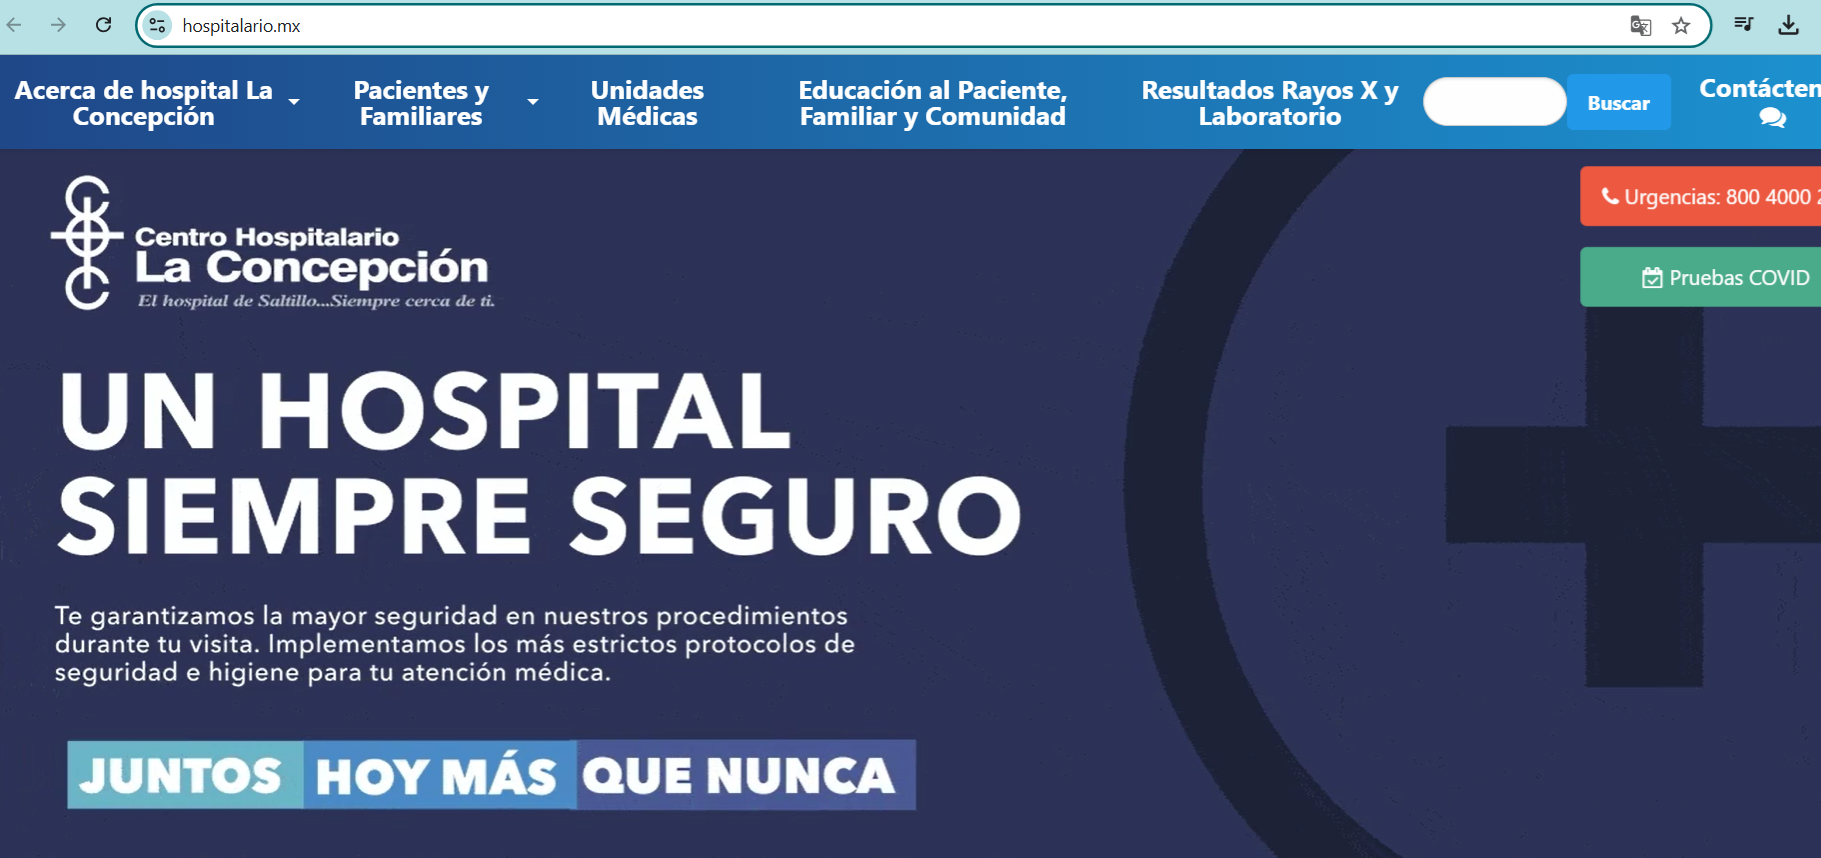 hospitalario.mx
Acerca de hospital La
Concepción
Pacientes y
Familiares
Unidades
Médicas
Educación al Paciente,
Familiar y Comunidad
Resultados Rayos X y
Laboratorio
Buscar
Urgencias: 800 4000
Pruebas COVID
Centro Hospitalario
La Concepción
El hospital de Saltillo...Siempre cerca de ti.
UN HOSPITAL
SIEMPRE SEGURO
Te garantizamos la mayor seguridad en nuestros procedimientos
durante tu visita. Implementamos los más estrictos protocolos de
seguridad e higiene para tu atención médica.
JUNTOS HOY MÁS QUE NUNCA